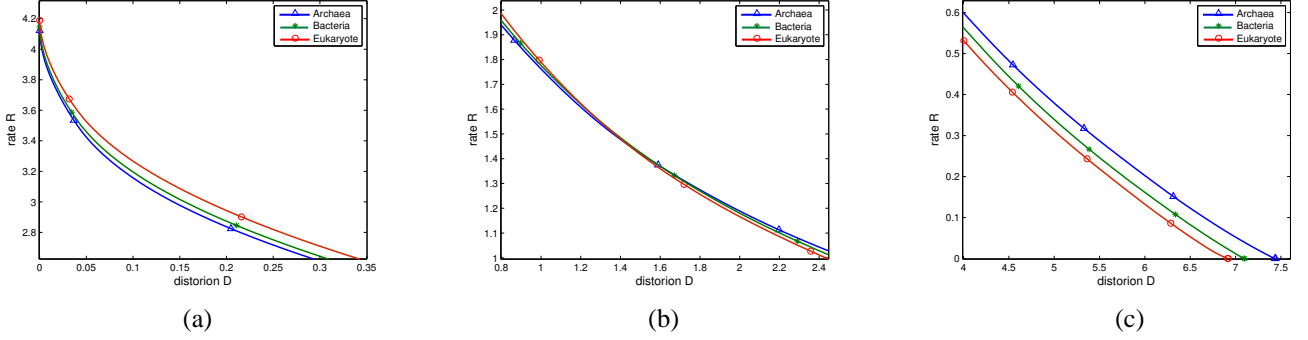 4.2
4
3.8
3.6
3.4
3.2
3
2.8
rate R
0 0.05 0.1 0.15 0.2 0.25 0.3 0.35
distorion D
Archaea
Bacteria
Eukaryote
(a)
2
1.9
1.8
1.7
1.6
1.5
1.4
1.3
1.2
1.1
1
rate R
0.8 1 1.2 1.4 1.6 1.8 2 2.2 2.4
distorion D
Archaea
Bacteria
Eukaryote
(b)
0.6
0.5
0.4
0.3
0.2
0.1
0
rate R
4 4.5 5 5.5 6 6.5 7 7.5
distorion D
Archaea
Bacteria
Eukaryote
(c)